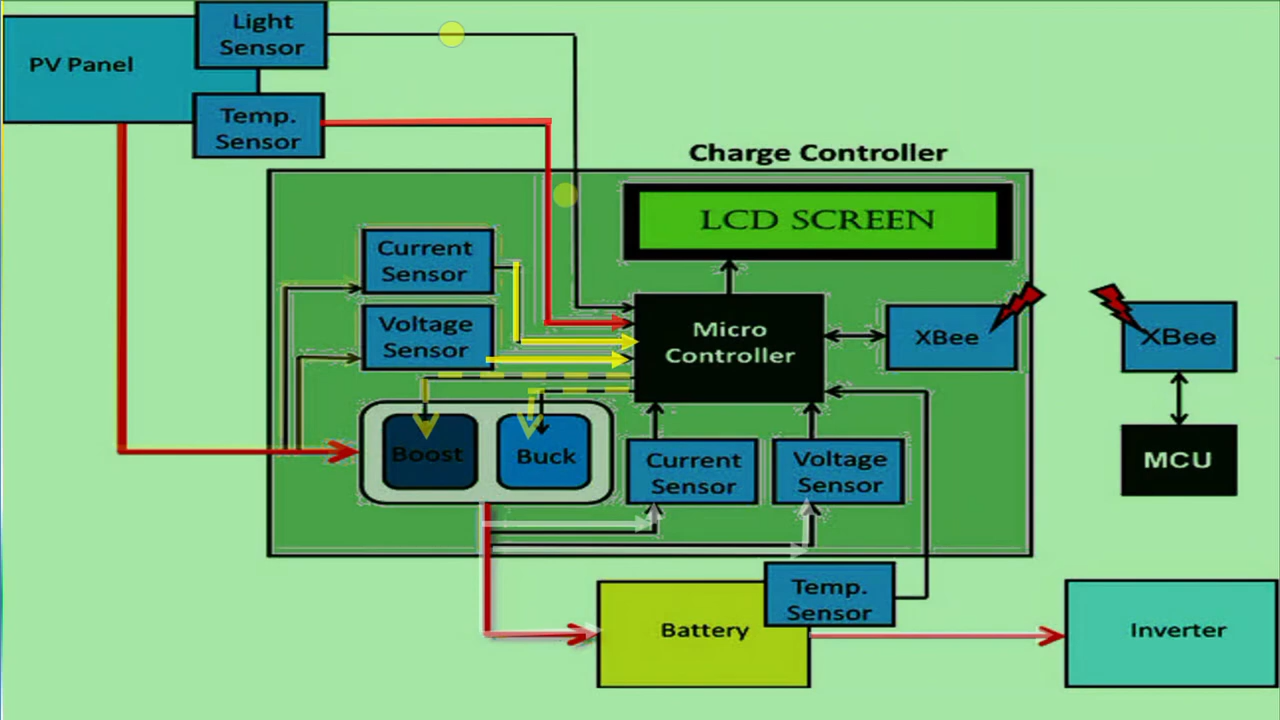 Light
Sensor
PV Panel
Temp.
Sensor
Charge Controller
LCD SCREEN
Current
Sensor
Voltage
Sensor
Micro
Controller
XBee
XBee
Boost
Buck
Current
Sensor
Voltage
Sensor
MCU
Temp.
Sensor
Battery
Inverter